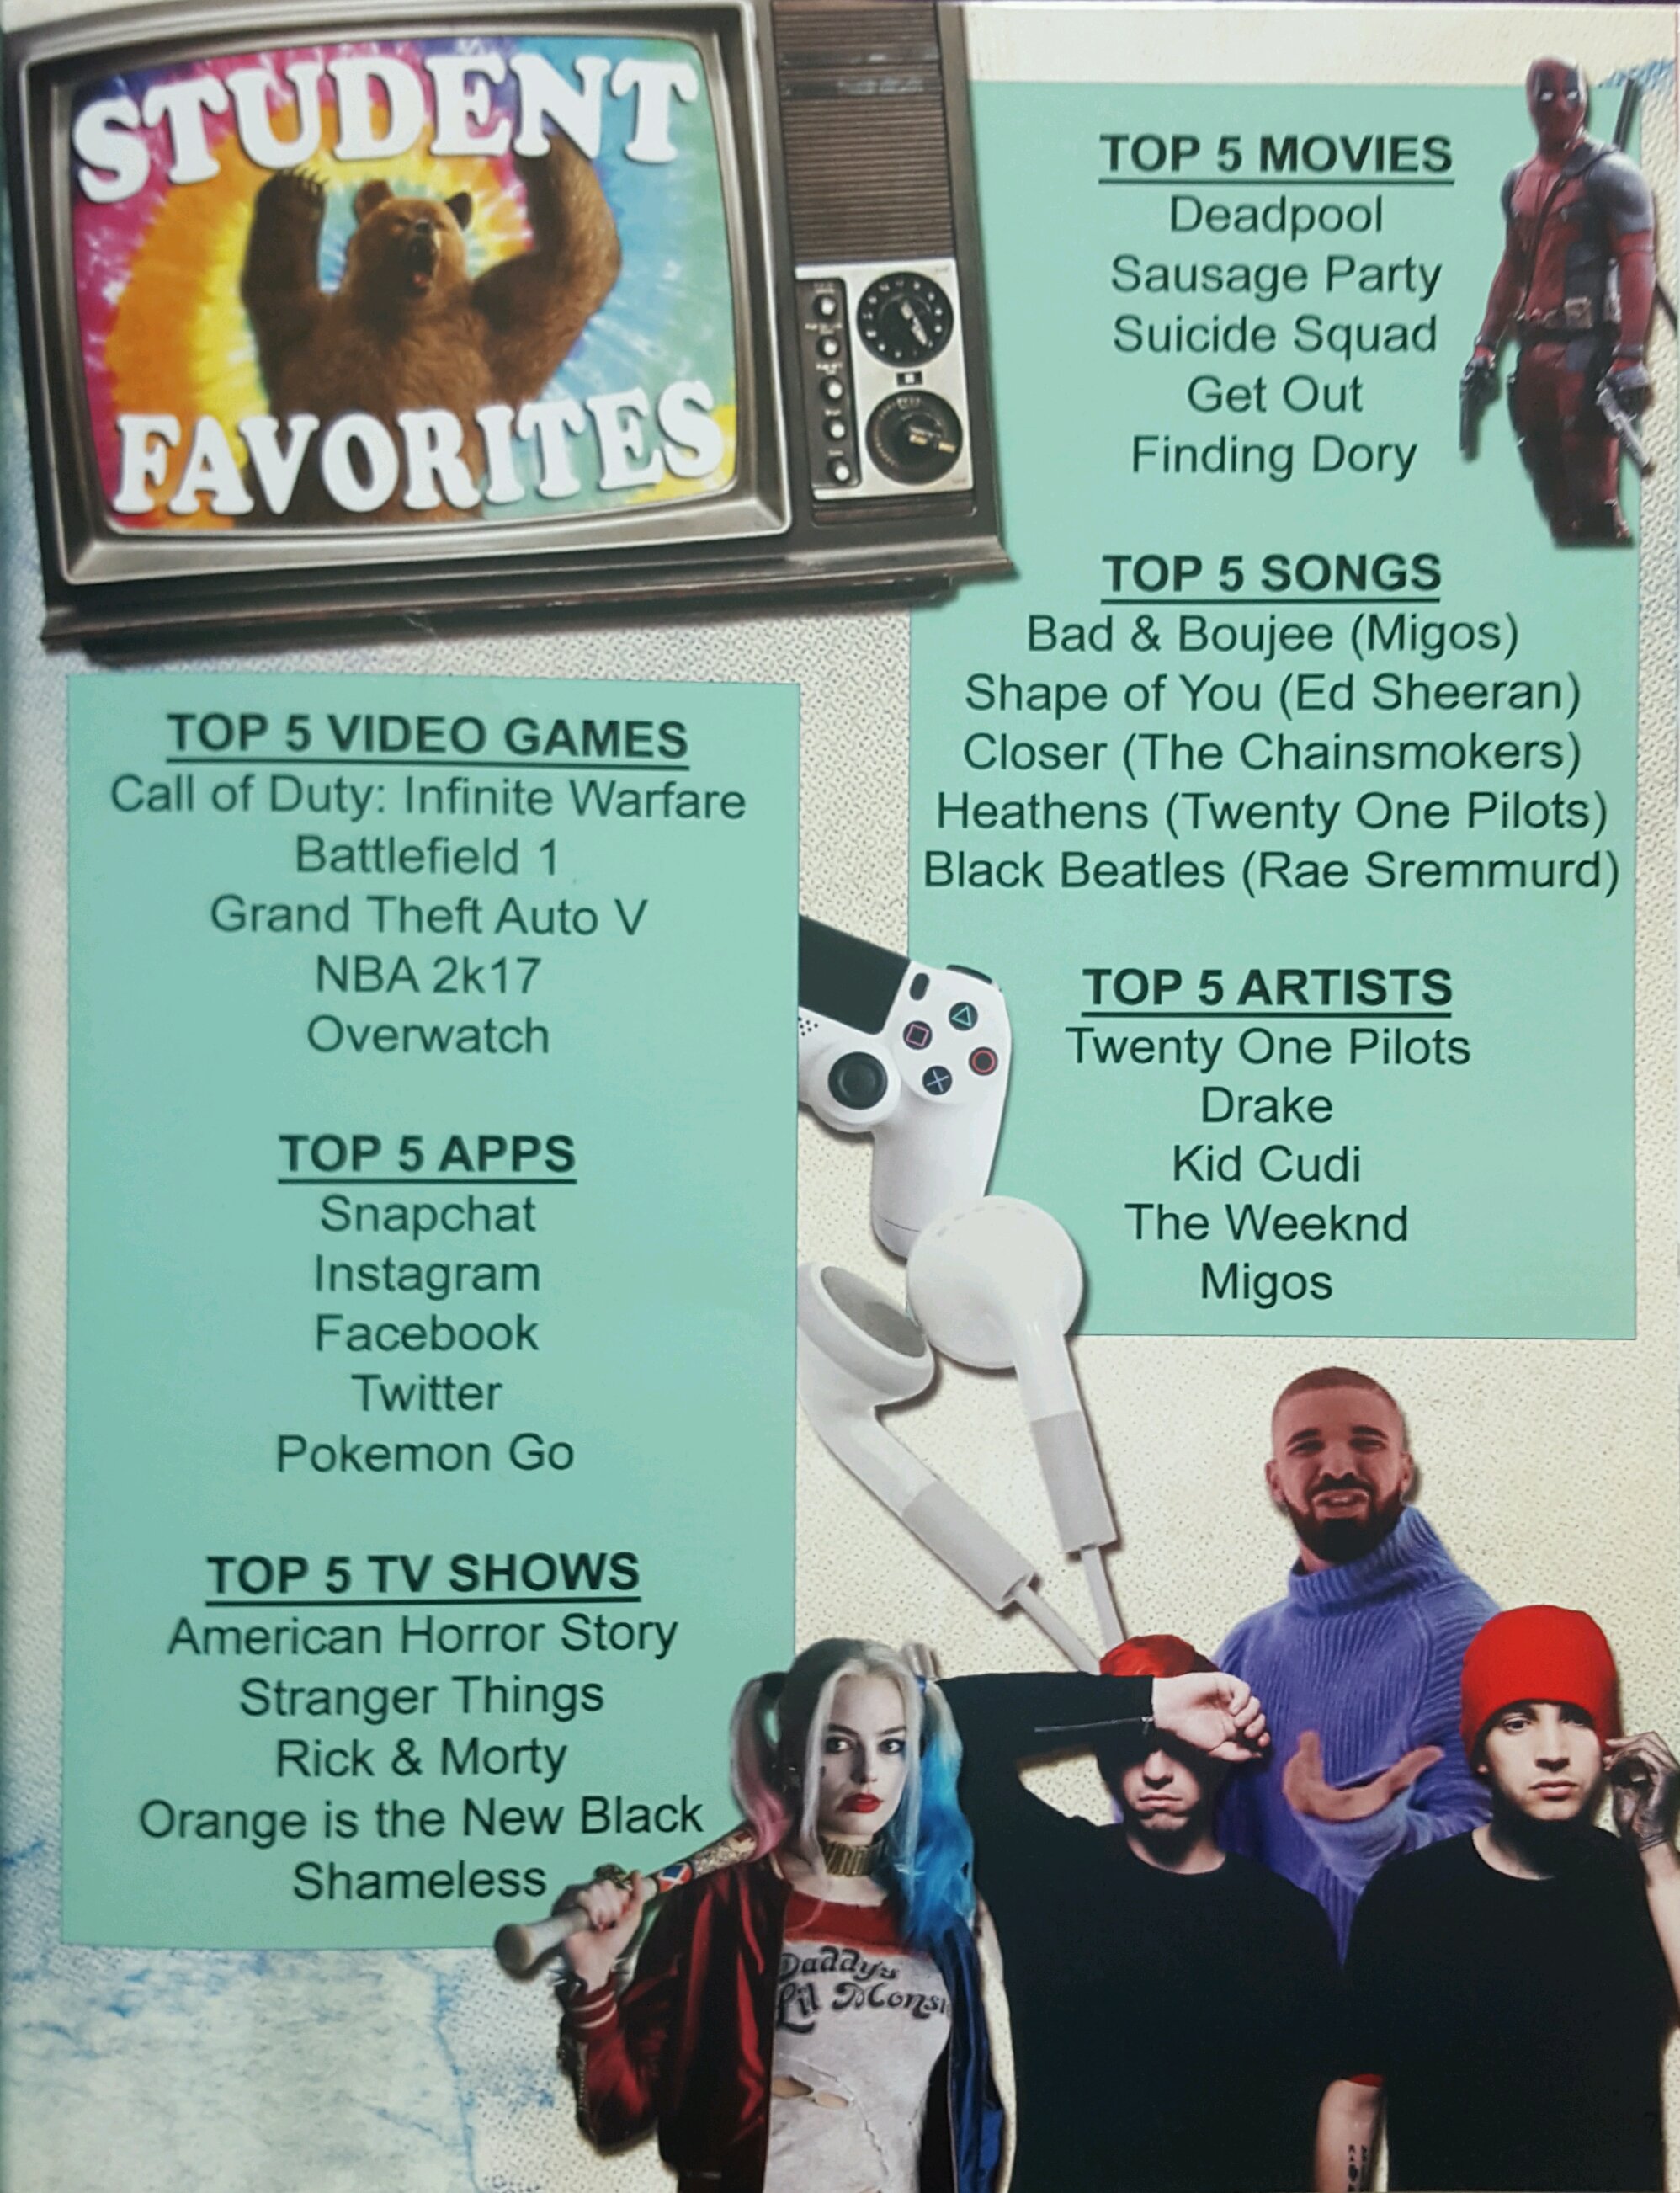 STUDENT
FAVORITES
TOP 5 MOVIES
Deadpool
Sausage Party
Suicide Squad
Get Out
Finding Dory
TOP 5 SONGS
Bad & Boujee (Migos)
Shape of You (Ed Sheeran)
Closer (The Chainsmokers)
Heathens (Twenty One Pilots)
Black Beatles (Rae Sremmurd)
TOP 5 ARTISTS
Twenty One Pilots
Drake
Kid Cudi
The Weeknd
Migos
TOP 5 VIDEO GAMES
Call of Duty: Infinite Warfare
Battlefield 1
Grand Theft Auto V
NBA 2k17
Overwatch
TOP 5 APPS
Snapchat
Instagram
Facebook
Twitter
Pokemon Go
TOP 5 TV SHOWS
American Horror Story
Stranger Things
Rick & Morty
Orange is the New Black
Shameless
Daddy's
Lil Monst